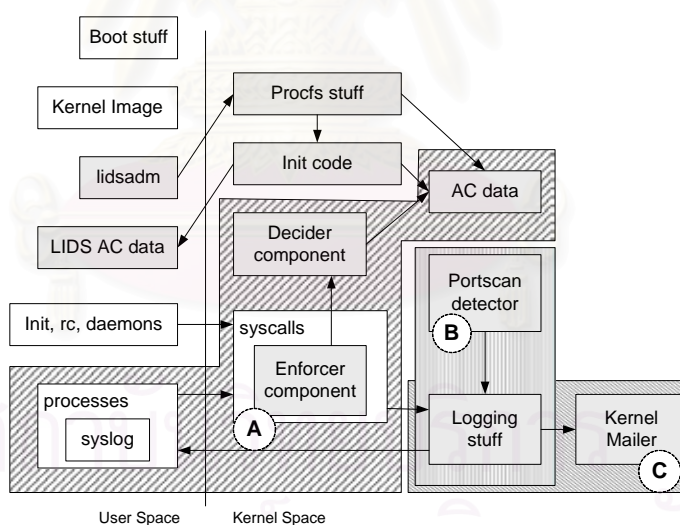 Boot stuff
Kernel Image
Procfs stuff
lidsadm
Init code
AC data
LIDS AC data
Decider
component
Portscan
detector
B
Init, rc, daemons
syscalls
Enforcer
component
A
processes
syslog
Logging
stuff
Kernel
Mailer
C
User Space
Kernel Space